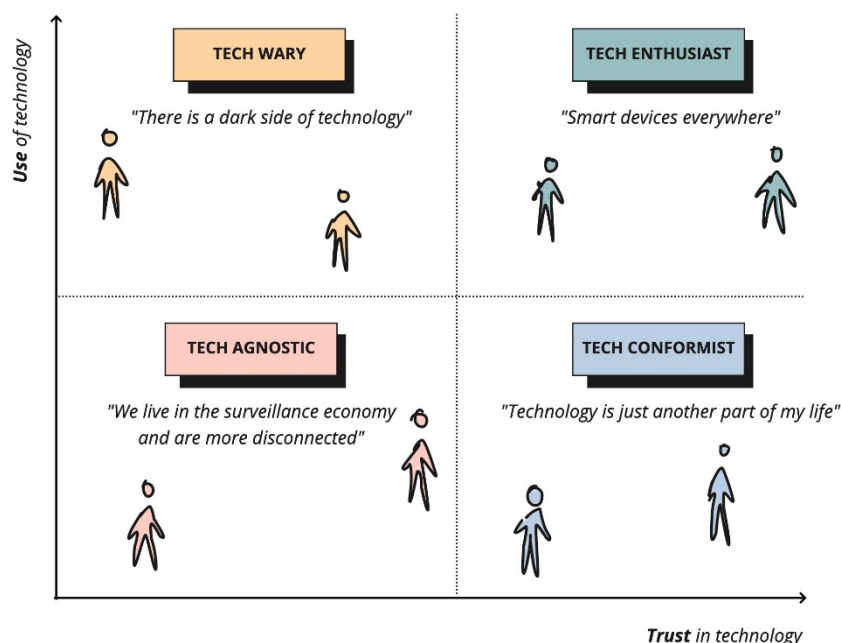 Use of technology
TECH WARY
"There is a dark side of technology"
TECH ENTHUSIAST
"Smart devices everywhere"
TECH AGNOSTIC
"We live in the surveillance economy
and are more disconnected"
TECH CONFORMIST
"Technology is just another part of my life"
Trust in technology